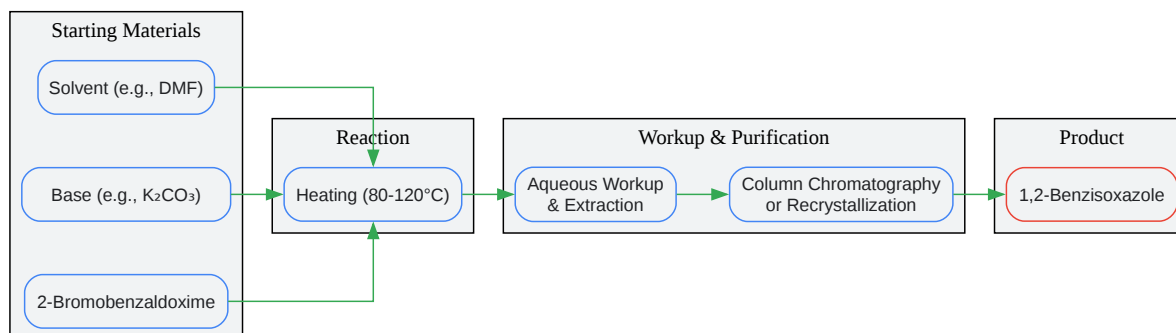 Starting Materials
Solvent (e.g., DMF)
Base (e.g., K₂CO₃)
2-Bromobenzaldoxime
Reaction
Heating (80-120°C)
Workup & Purification
Aqueous Workup
& Extraction
Column Chromatography
or Recrystallization
Product
1,2-Benzisoxazole